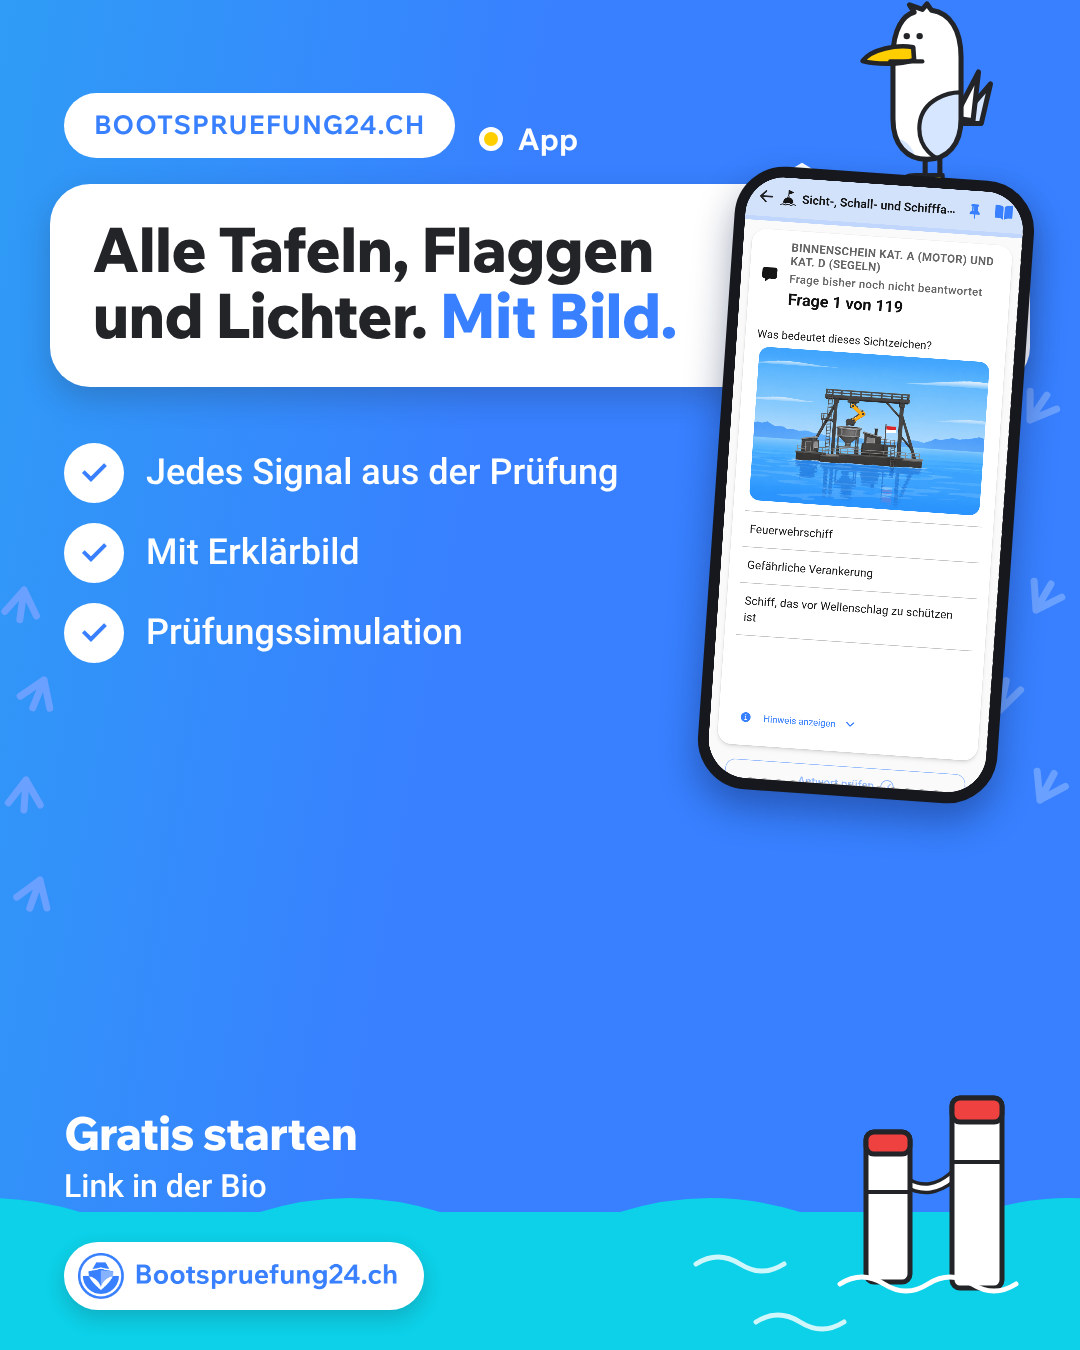 BOOTSPRUEFUNG24.CH
App
Alle Tafeln, Flaggen
und Lichter. Mit Bild.
Jedes Signal aus der Prüfung
Mit Erklärbild
Prüfungssimulation
Sicht-, Schall- und Schifffa...
BINNENSCHEIN KAT. A (MOTOR) UND
KAT. D (SEGELN)
Frage bisher noch nicht beantwortet
Frage 1 von 119
Was bedeutet dieses Sichtzeichen?
Feuerwehrschiff
Gefährliche Verankerung
Schiff, das vor Wellenschlag zu schützen
ist
Hinweis anzeigen
Antwort prüfen
Gratis starten
Link in der Bio
Bootspruefung24.ch